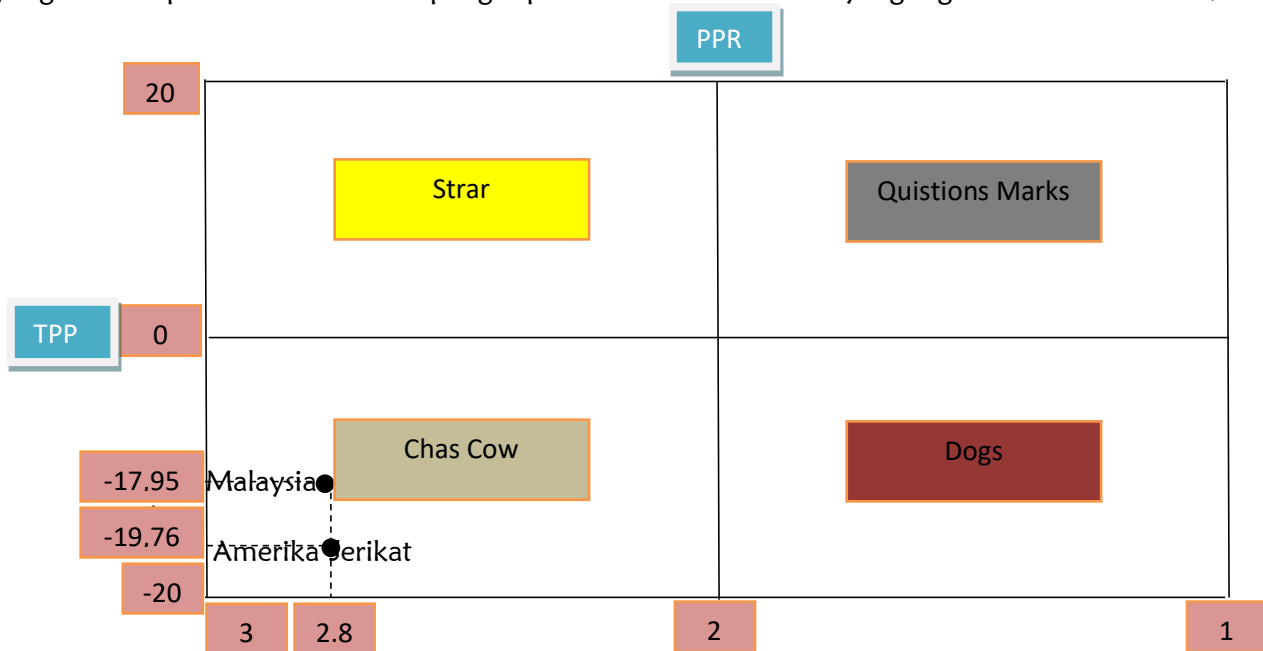 PPR
20
Strar
Quistions Marks
TPP
0
Chas Cow
Dogs
-17.95
Malaysia
-19.76
Amerika Serikat
-20
3
2.8
2
1